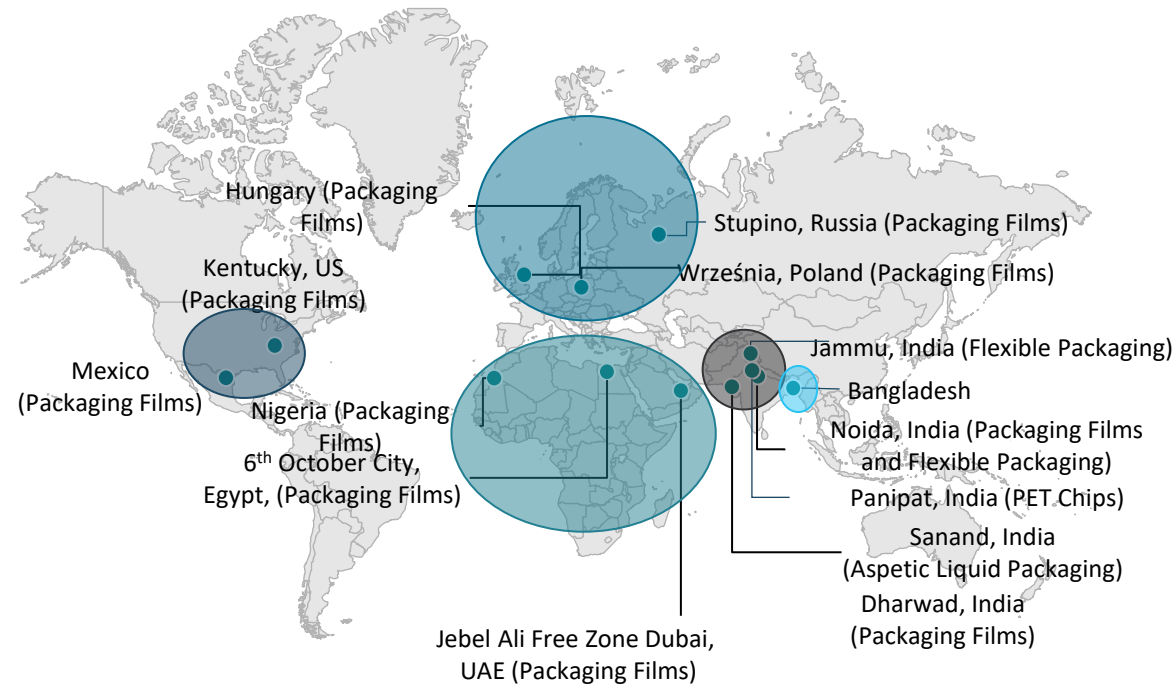 Hungary (Packaging
Films)
Stupino, Russia (Packaging Films)
Września, Poland (Packaging Films)
Kentucky, US
(Packaging Films)
Mexico
(Packaging Films)
Nigeria (Packaging
Films)
6th October City,
Egypt, (Packaging Films)
Jebel Ali Free Zone Dubai,
UAE (Packaging Films)
Jammu, India (Flexible Packaging)
Bangladesh
Noida, India (Packaging Films
and Flexible Packaging)
Panipat, India (PET Chips)
Sanand, India
(Aspetic Liquid Packaging)
Dharwad, India
(Packaging Films)